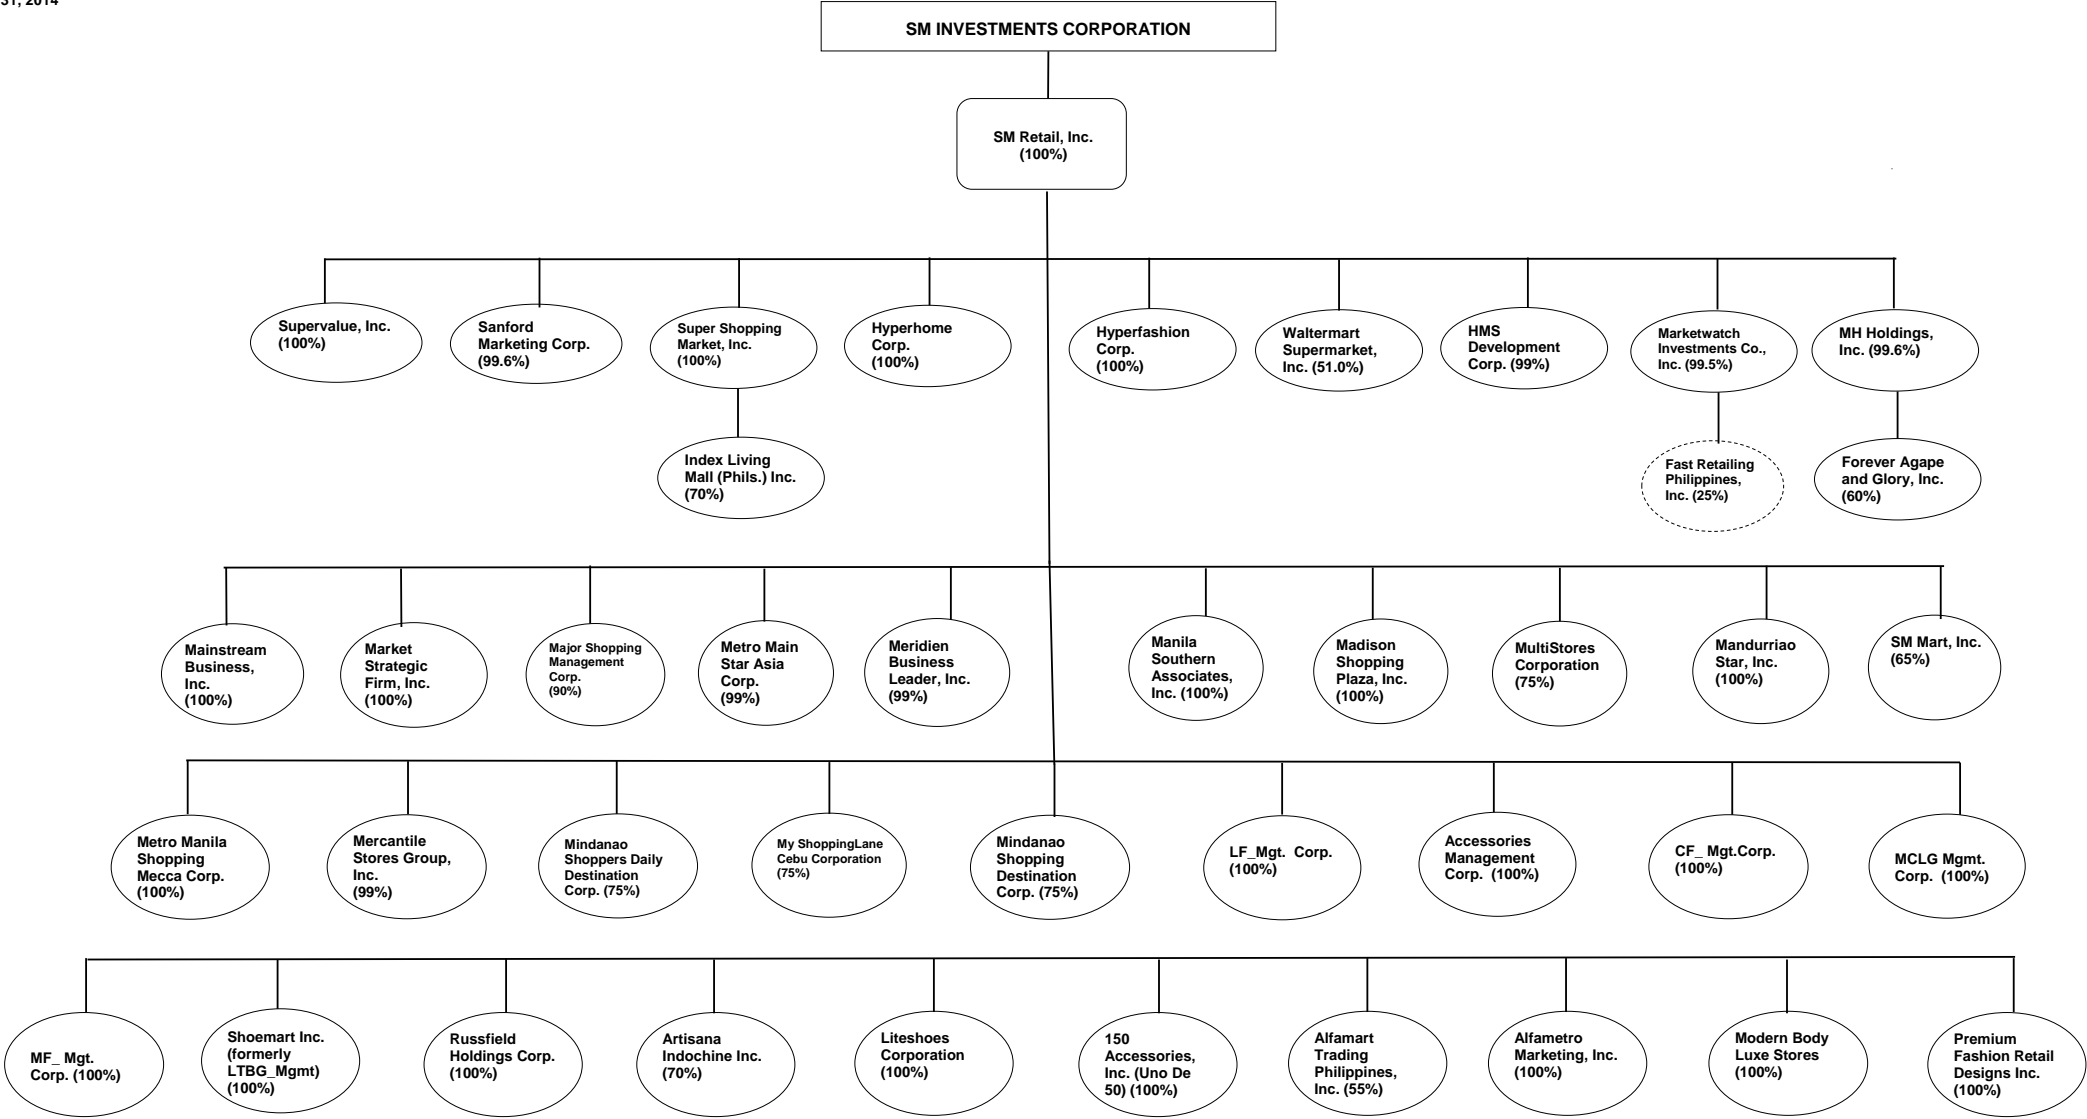 31, 2014
SM INVESTMENTS CORPORATION
SM Retail, Inc.
(100%)
Supervalue, Inc.
(100%)
Sanford
Marketing Corp.
(99.6%)
Super Shopping
Market, Inc.
(100%)
Hyperhome
Corp.
(100%)
Hyperfashion
Corp.
(100%)
Waltermart
Supermarket,
Inc. (51.0%)
HMS
Development
Corp. (99%)
Marketwatch
Investments Co.,
Inc. (99.5%)
MH Holdings,
Inc. (99.6%)
Index Living
Mall (Phils.) Inc.
(70%)
Fast Retailing
Philippines,
Inc. (25%)
Forever Agape
and Glory, Inc.
(60%)
Mainstream
Business,
Inc.
(100%)
Market
Strategic
Firm, Inc.
(100%)
Major Shopping
Management
Corp.
(90%)
Metro Main
Star Asia
Corp.
(99%)
Meridien
Business
Leader, Inc.
(99%)
Manila
Southern
Associates,
Inc. (100%)
Madison
Shopping
Plaza, Inc.
(100%)
MultiStores
Corporation
(75%)
Mandurriao
Star, Inc.
(100%)
SM Mart, Inc.
(65%)
Metro Manila
Shopping
Mecca Corp.
(100%)
Mercantile
Stores Group,
Inc.
(99%)
Mindanao
Shoppers Daily
Destination
Corp. (75%)
My ShoppingLane
Cebu Corporation
(75%)
Mindanao
Shopping
Destination
Corp. (75%)
LF_Mgt. Corp.
(100%)
Accessories
Management
Corp. (100%)
CF_ Mgt.Corp.
(100%)
MCLG Mgmt.
Corp. (100%)
MF_ Mgt.
Corp. (100%)
Shoemart Inc.
(formerly
LTBG_Mgmt)
(100%)
Russfield
Holdings Corp.
(100%)
Artisana
Indochine Inc.
(70%)
Liteshoes
Corporation
(100%)
150
Accessories,
Inc. (Uno De
50) (100%)
Alfamart
Trading
Philippines,
Inc. (55%)
Alfametro
Marketing, Inc.
(100%)
Modern Body
Luxe Stores
(100%)
Premium
Fashion Retail
Designs Inc.
(100%)